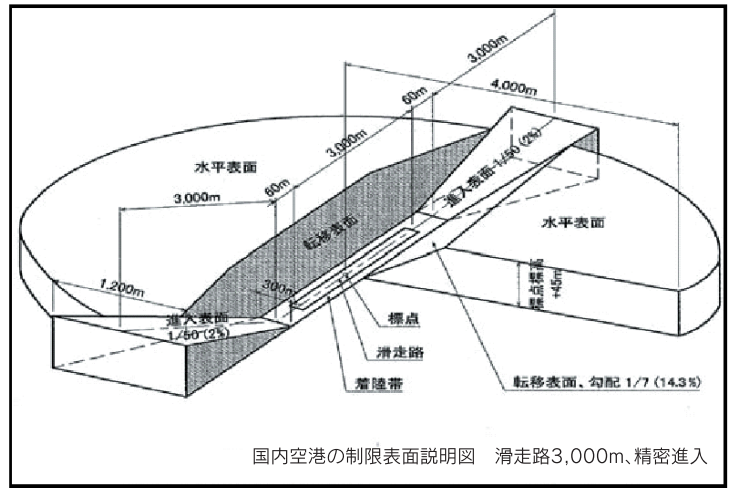 3,000m
4,000m
60m
3,000m
水平表面
進入表面 1/50(2%)
3,000m
60m
転移表面
水平表面
300m
1,200m
標点標高
+45m
進入表面
1/50(2%)
標点
滑走路
着陸帯
転移表面、勾配 1/7(14.3%)
国内空港の制限表面説明図　滑走路3,000m、精密進入